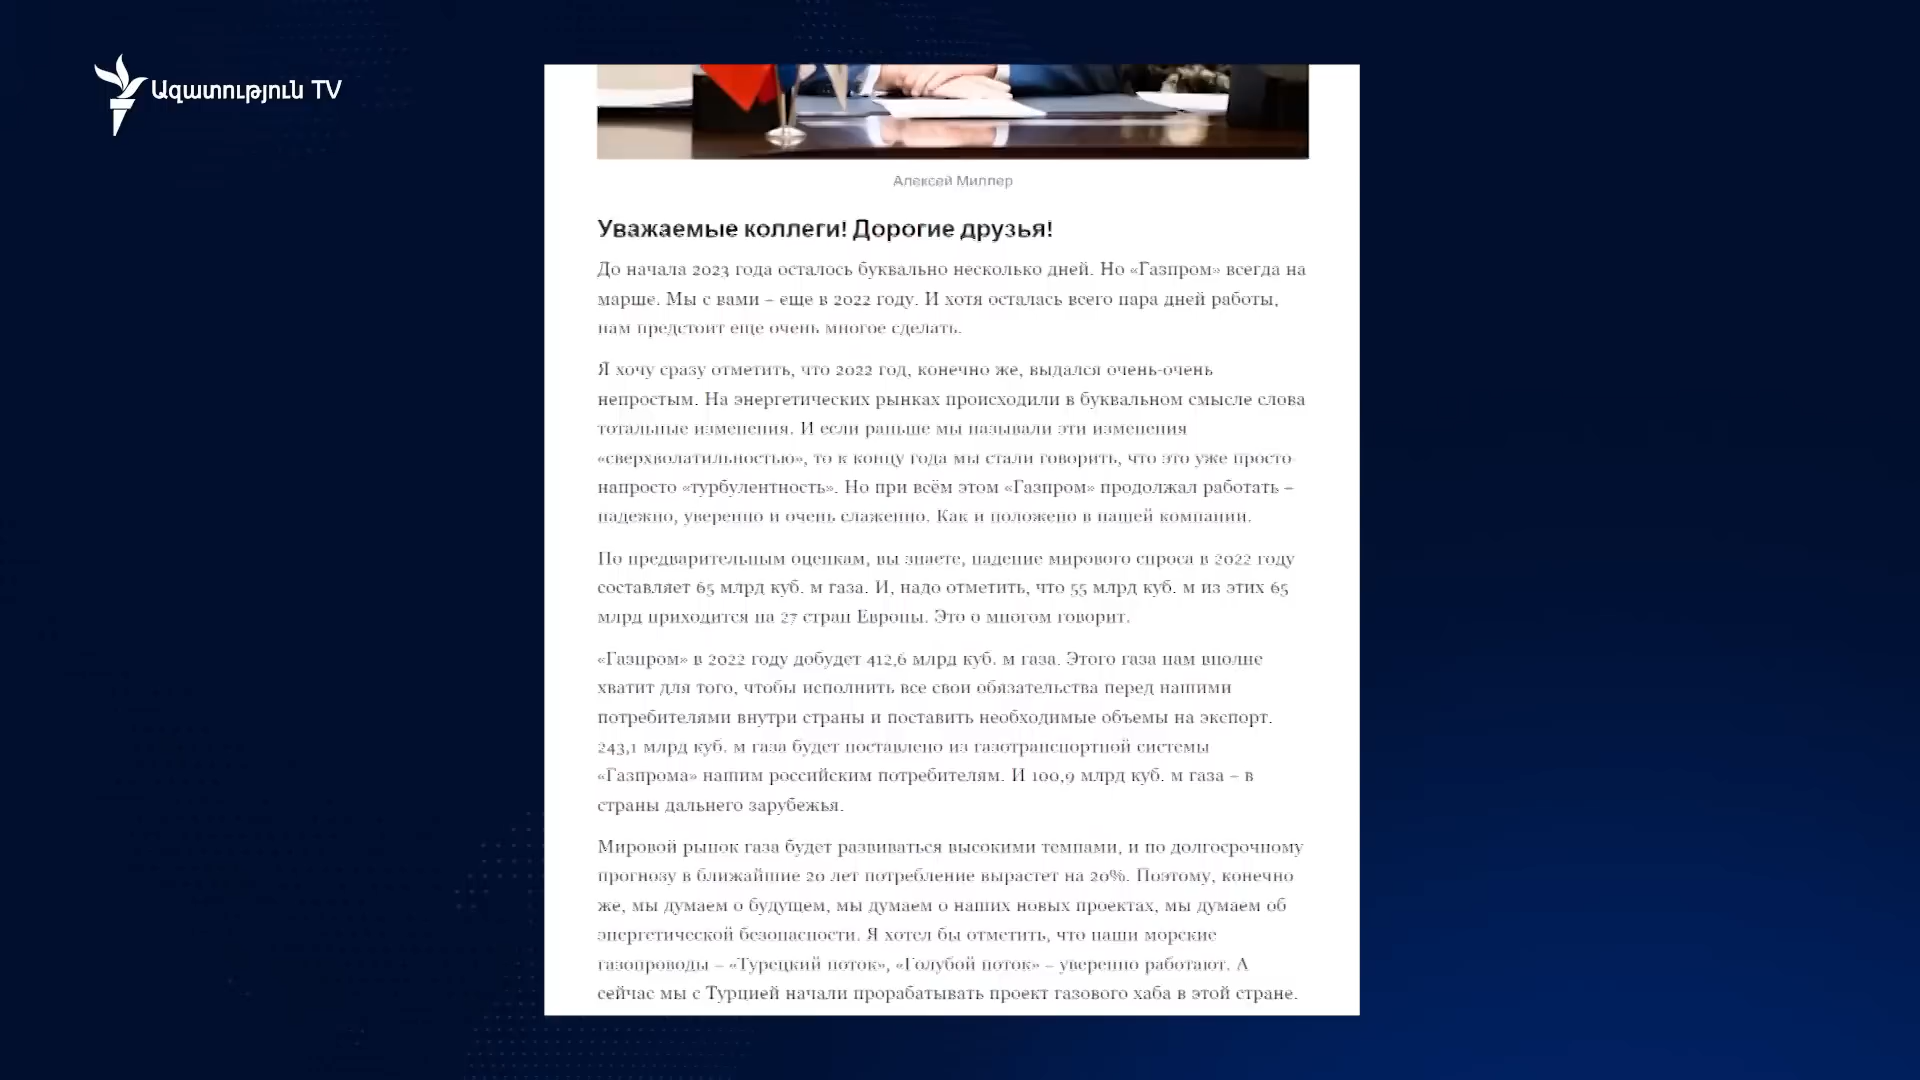 Ազատություն TV
Алексей Миллер
Уважаемые коллеги! Дорогие друзья!
До начала 2023 года осталось буквально несколько дней. Но «Газпром» всегда на
марше. Мы с вами – еще в 2022 году. И хотя осталась всего пара дней работы,
нам предстоит еще очень многое сделать.
Я хочу сразу отметить, что 2022 год, конечно же, выдался очень-очень
непростым. На энергетических рынках происходили в буквальном смысле слова
тотальные изменения. И если раньше мы называли эти изменения
«сверхволатильностью», то к концу года мы стали говорить, что это уже просто-
напросто «турбулентность». Но при всём этом «Газпром» продолжал работать –
надежно, уверенно и очень слаженно. Как и положено в нашей компании.
По предварительным оценкам, вы знаете, падение мирового спроса в 2022 году
составляет 65 млрд куб. м газа. И, надо отметить, что 55 млрд куб. м из этих 65
млрд приходится на 27 стран Европы. Это о многом говорит.
«Газпром» в 2022 году добудет 412,6 млрд куб. м газа. Этого газа нам вполне
хватит для того, чтобы исполнить все свои обязательства перед нашими
потребителями внутри страны и поставить необходимые объемы на экспорт.
243,1 млрд куб. м газа будет поставлено из газотранспортной системы
«Газпрома» нашим российским потребителям. И 100,9 млрд куб. м газа – в
страны дальнего зарубежья.
Мировой рынок газа будет развиваться высокими темпами, и по долгосрочному
прогнозу в ближайшие 20 лет потребление вырастет на 20%. Поэтому, конечно
же, мы думаем о будущем, мы думаем о наших новых проектах, мы думаем об
энергетической безопасности. Я хотел бы отметить, что наши морские
газопроводы – «Турецкий поток», «Голубой поток» – уверенно работают. А
сейчас мы с Турцией начали прорабатывать проект газового хаба в этой стране.